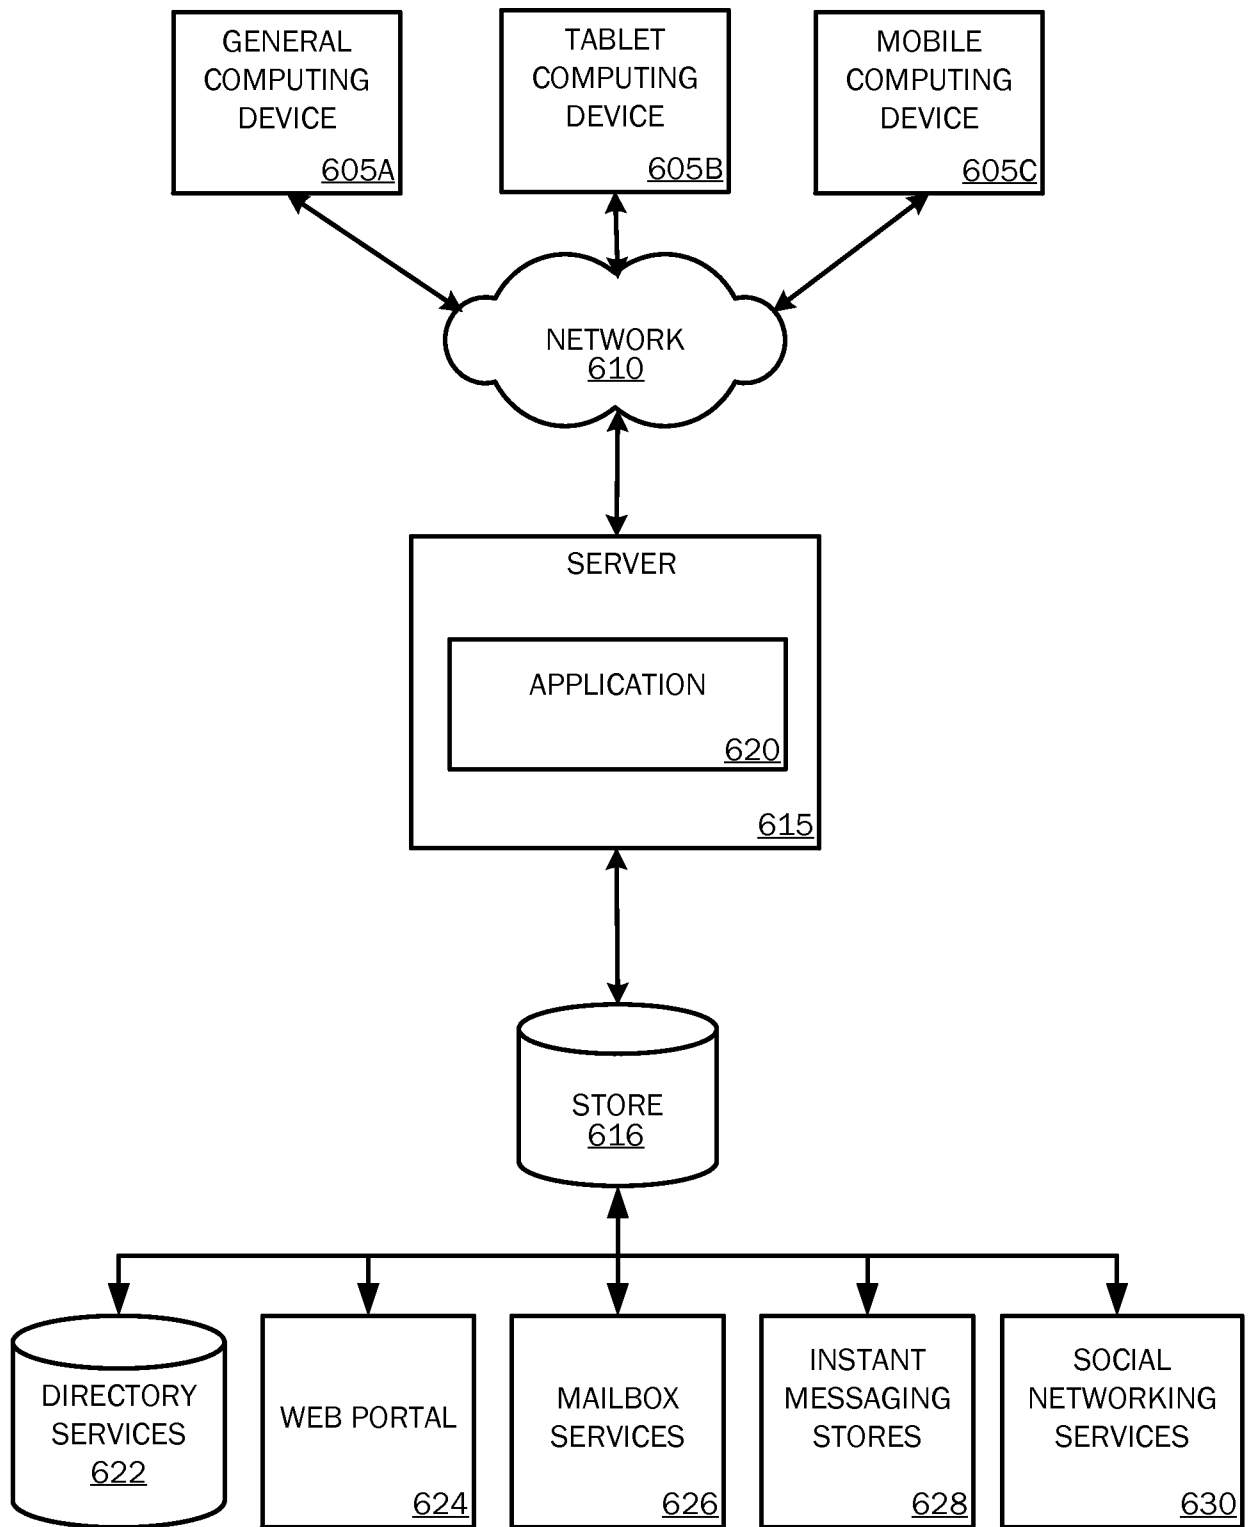 GENERAL
COMPUTING
DEVICE
605A
TABLET
COMPUTING
DEVICE
605B
MOBILE
COMPUTING
DEVICE
605C
NETWORK
610
SERVER
APPLICATION
620
615
STORE
616
DIRECTORY
SERVICES
622
WEB PORTAL
624
MAILBOX
SERVICES
626
INSTANT
MESSAGING
STORES
628
SOCIAL
NETWORKING
SERVICES
630